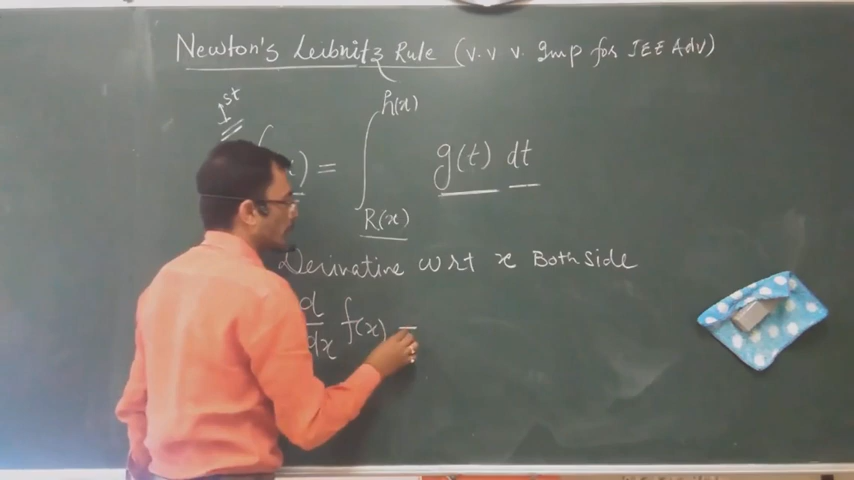 Newton's Leibnitz Rule (V. V V. Imp for JEE Adv)
1st
h(x)
x) = ∫ g(t) dt
R(x)
Derivative w r t x Both side
d/dx f(x) =